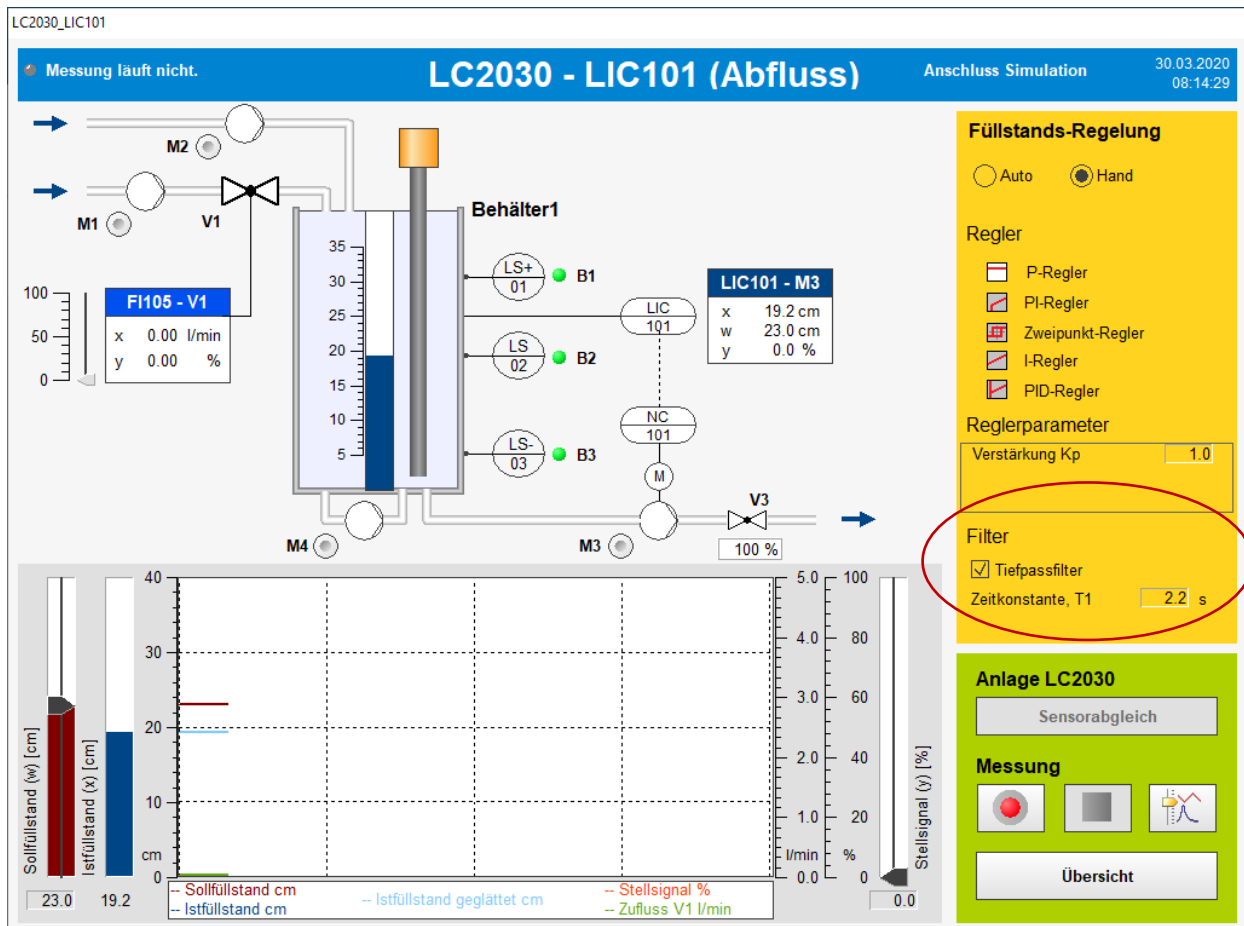 LC2030_LIC101
Messung läuft nicht.
LC2030 - LIC101 (Abfluss)
Anschluss Simulation
30.03.2020
08:14:29
M2
M1
V1
Behälter1
100
50
0
FI105 - V1
x 0.00 l/min
y 0.00 %
35
30
25
20
15
10
5
LS+
01
B1
LS
02
B2
LS-
03
B3
LIC
101
NC
101
M
LIC101 - M3
x 19.2 cm
w 23.0 cm
y 0.0 %
M4
M3
V3
100 %
Füllstands-Regelung
Auto
Hand
Regler
P-Regler
PI-Regler
Zweipunkt-Regler
I-Regler
PID-Regler
Reglerparameter
Verstärkung Kp 1.0
Filter
Tiefpassfilter
Zeitkonstante, T1 2.2 s
Sollfüllstand (w) [cm]
23.0
Istfüllstand (x) [cm]
19.2
40
30
20
10
cm
0
5.0
4.0
3.0
2.0
1.0
l/min
0.0
100
80
60
40
20
%
0
Stellsignal (y) [%]
0.0
-- Sollfüllstand cm
-- Istfüllstand cm
-- Istfüllstand geglättet cm
-- Stellsignal %
-- Zufluss V1 l/min
Anlage LC2030
Sensorabgleich
Messung
Übersicht